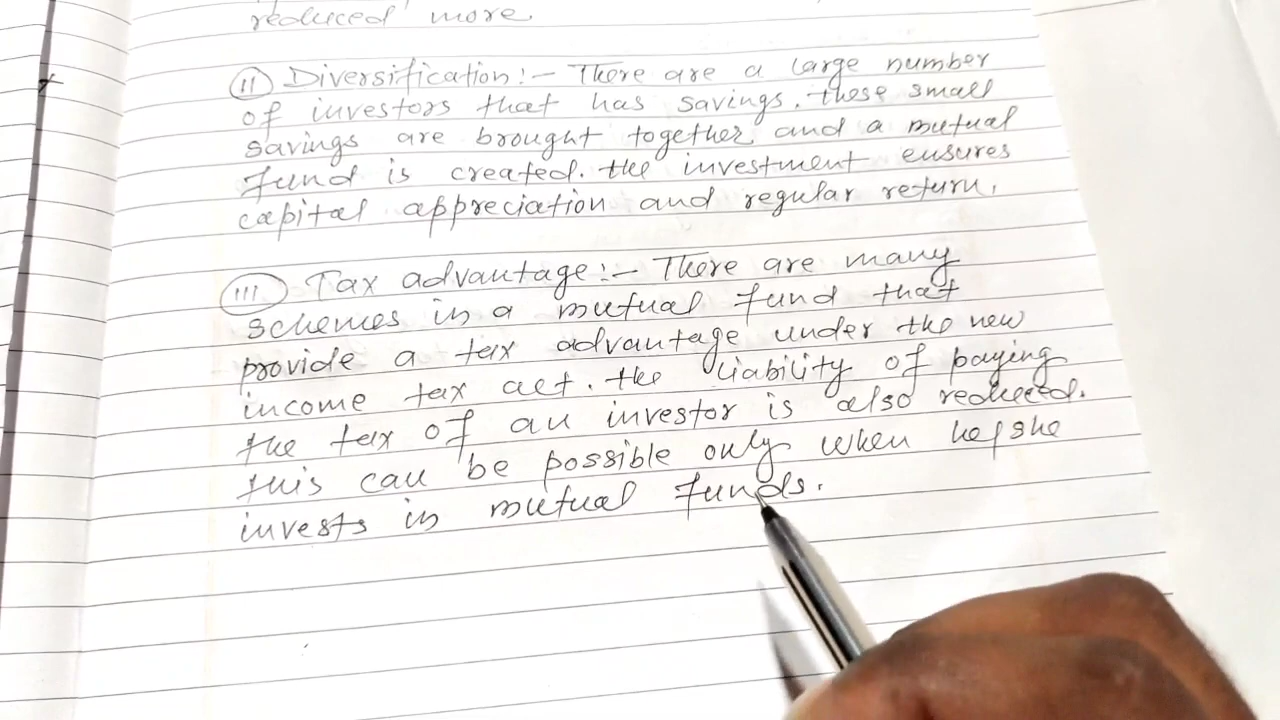 reduced more.
(ii) Diversification:- There are a large number
of investors that has savings. these small
savings are brought together and a mutual
fund is created. the investment ensures
capital appreciation and regular return.
(iii) Tax advantage:- There are many
schemes in a mutual fund that
provide a tax advantage under the new
income tax act. the liability of paying
the tax of an investor is also reduced.
this can be possible only when he/she
invests in mutual funds.